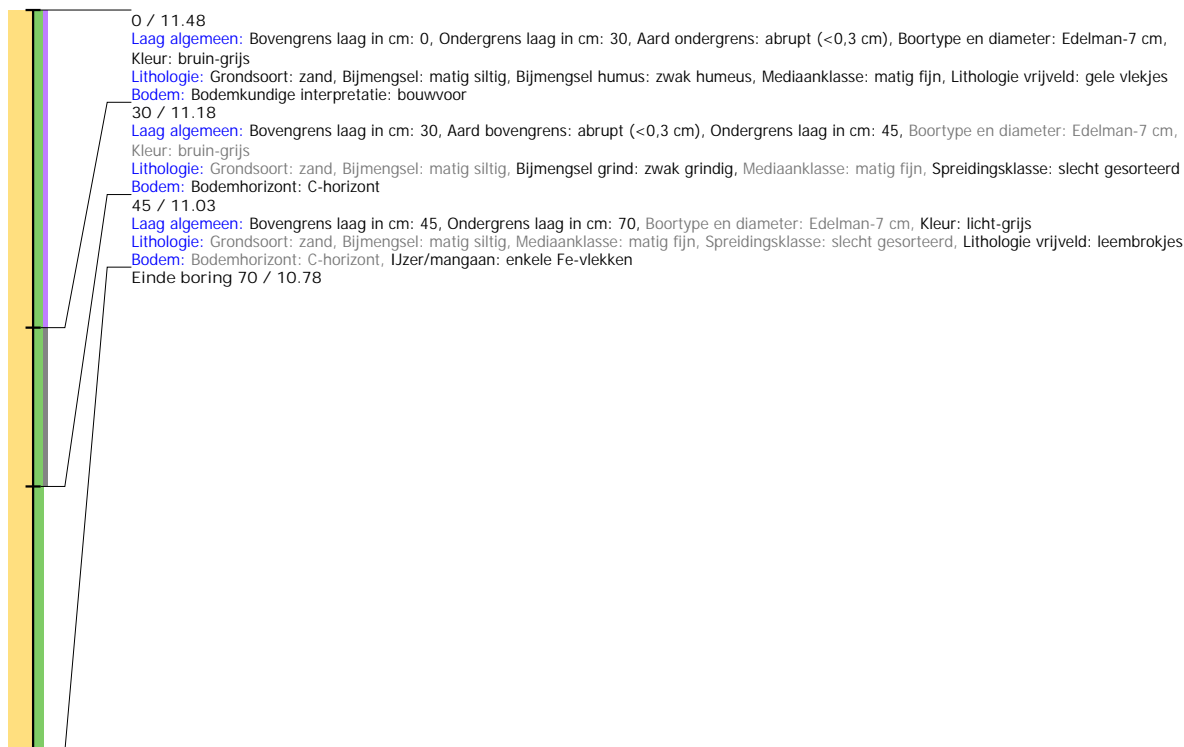 0 / 11.48
Laag algemeen: Bovengrens laag in cm: 0, Ondergrens laag in cm: 30, Aard ondergrens: abrupt (<0,3 cm), Boortype en diameter: Edelman-7 cm,
Kleur: bruin-grijs
Lithologie: Grondsoort: zand, Bijmengsel: matig siltig, Bijmengsel humus: zwak humeus, Mediaanklasse: matig fijn, Lithologie vrijveld: gele vlekjes
Bodem: Bodemkundige interpretatie: bouwvoor
30 / 11.18
Laag algemeen: Bovengrens laag in cm: 30, Aard bovengrens: abrupt (<0,3 cm), Ondergrens laag in cm: 45, Boortype en diameter: Edelman-7 cm,
Kleur: bruin-grijs
Lithologie: Grondsoort: zand, Bijmengsel: matig siltig, Bijmengsel grind: zwak grindig, Mediaanklasse: matig fijn, Spreidingsklasse: slecht gesorteerd
Bodem: Bodemhorizont: C-horizont
45 / 11.03
Laag algemeen: Bovengrens laag in cm: 45, Ondergrens laag in cm: 70, Boortype en diameter: Edelman-7 cm, Kleur: licht-grijs
Lithologie: Grondsoort: zand, Bijmengsel: matig siltig, Mediaanklasse: matig fijn, Spreidingsklasse: slecht gesorteerd, Lithologie vrijveld: leembrokjes
Bodem: Bodemhorizont: C-horizont, IJzer/mangaan: enkele Fe-vlekken
Einde boring 70 / 10.78